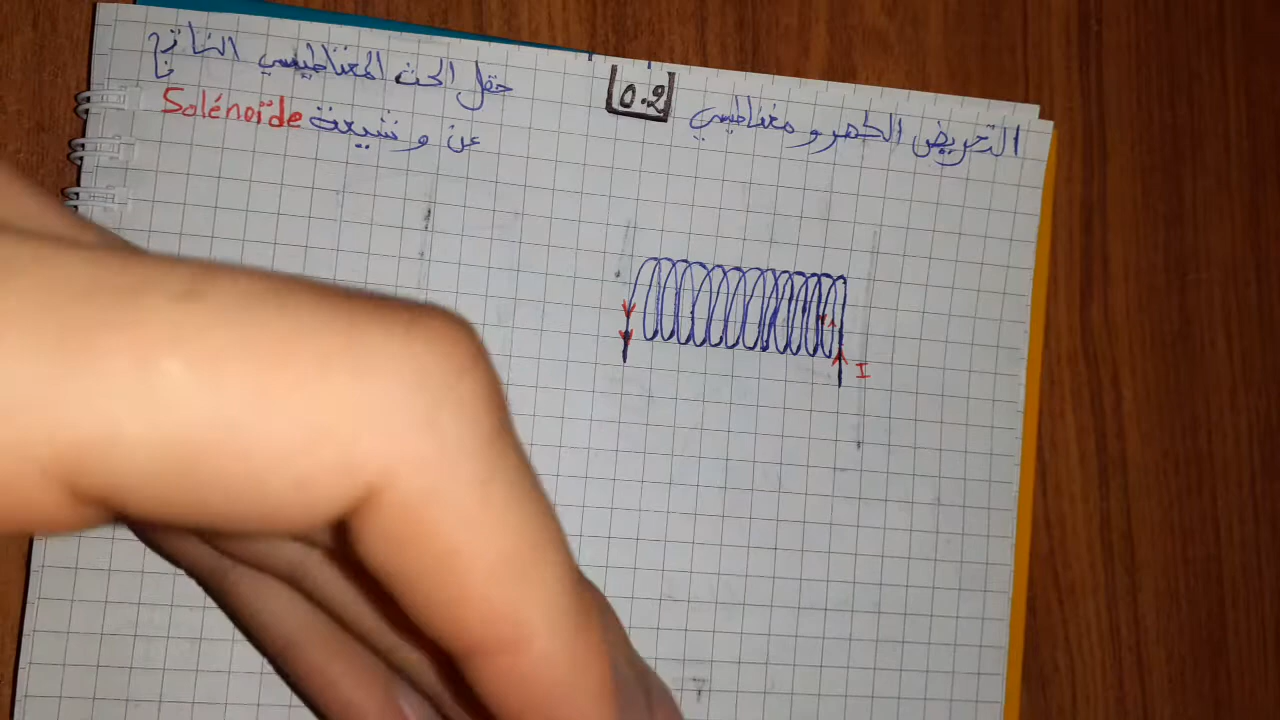 التحريض الكهرومغناطيسي
0.2
حقل الحث المغناطيسي الناتج
عن وشيعة Solénoïde
I